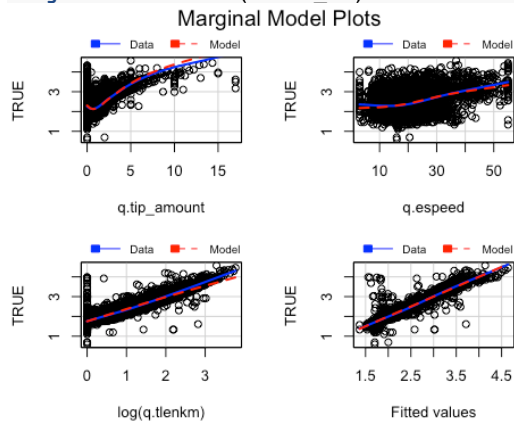 Marginal Model Plots
Data Model
TRUE
3
1
0 5 10 15
q.tip_amount
Data Model
TRUE
3
1
10 30 50
q.espeed
Data Model
TRUE
3
1
0 1 2 3
log(q.tlenkm)
Data Model
TRUE
3
1
1.5 2.5 3.5 4.5
Fitted values